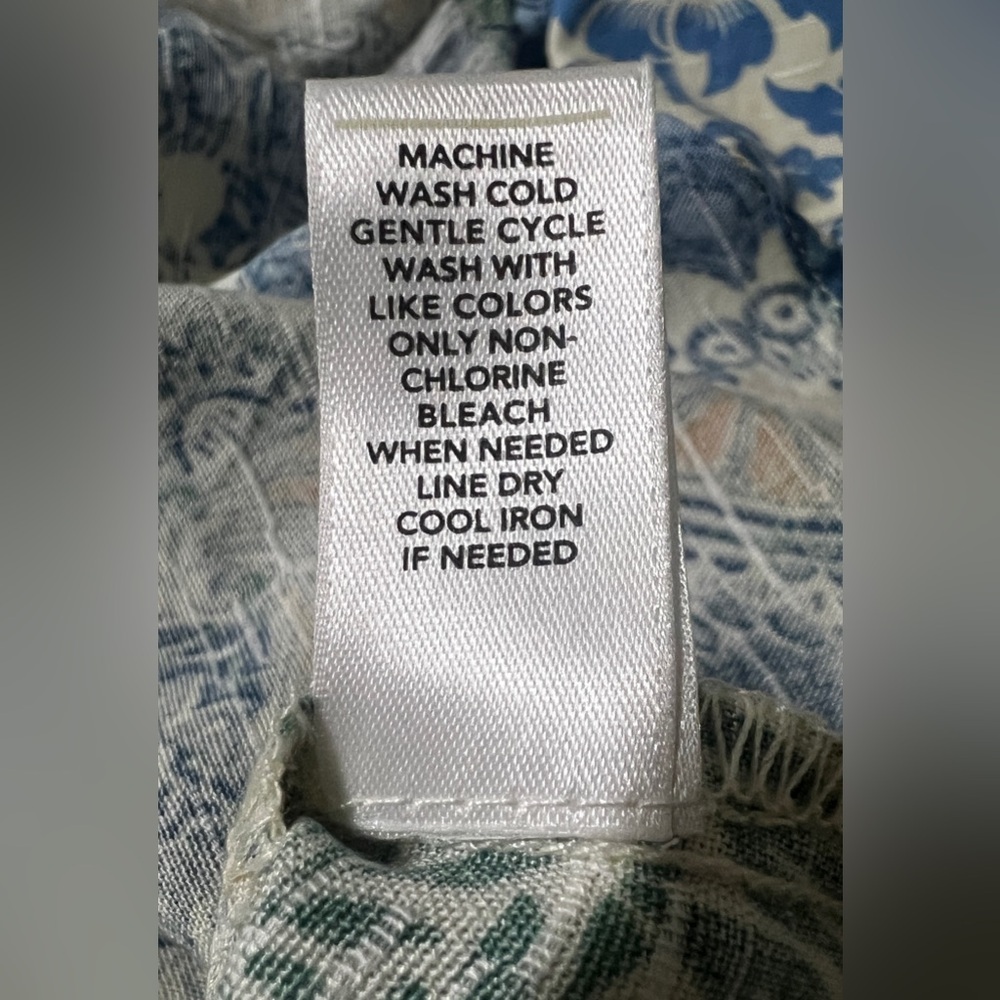 MACHINE
WASH COLD
GENTLE CYCLE
WASH WITH
LIKE COLORS
ONLY NON-
CHLORINE
BLEACH
WHEN NEEDED
LINE DRY
COOL IRON
IF NEEDED